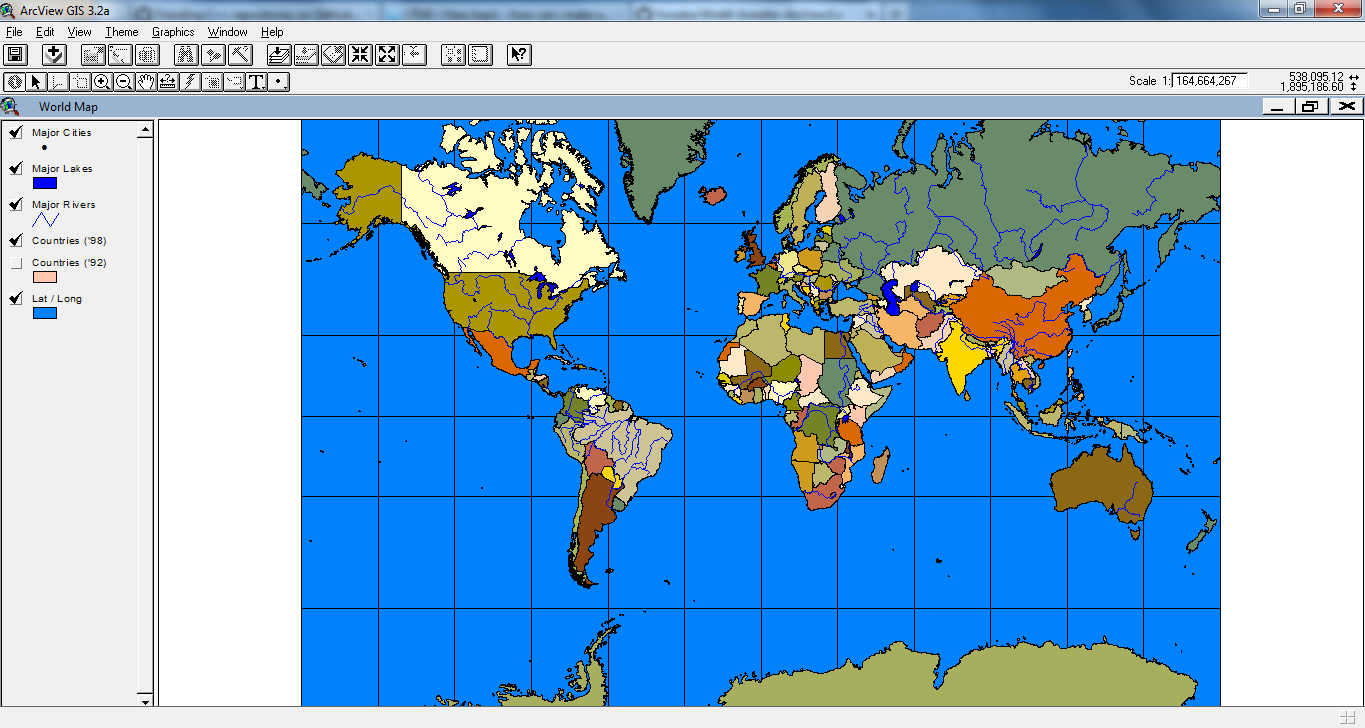 ArcView GIS 3.2a
File Edit View Theme Graphics Window Help
Scale 1: 164,664,267
538,095.12
1,895,186.60
World Map
Major Cities
Major Lakes
Major Rivers
Countries ('98)
Countries ('92)
Lat / Long